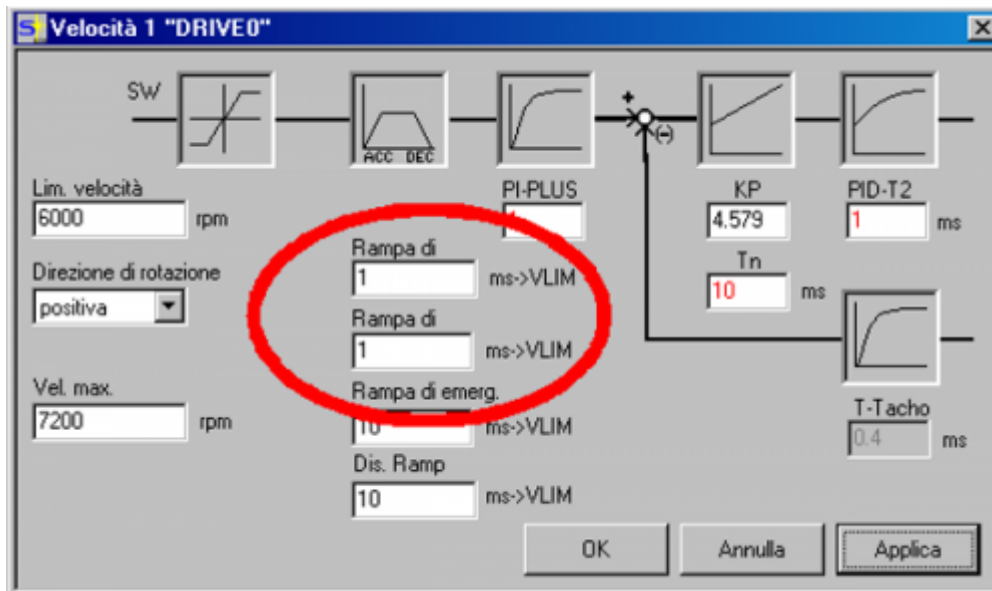 Velocità 1 "DRIVE0"
SW
ACC DEC
Lim. velocità
6000 rpm
PI-PLUS
KP
4.579
PID-T2
1 ms
Direzione di rotazione
positiva
Rampa di
1 ms->VLIM
Tn
10 ms
Rampa di
1 ms->VLIM
Vel. max.
7200 rpm
Rampa di emerg.
10 ms->VLIM
T-Tacho
0.4 ms
Dis. Ramp
10 ms->VLIM
OK
Annulla
Applica